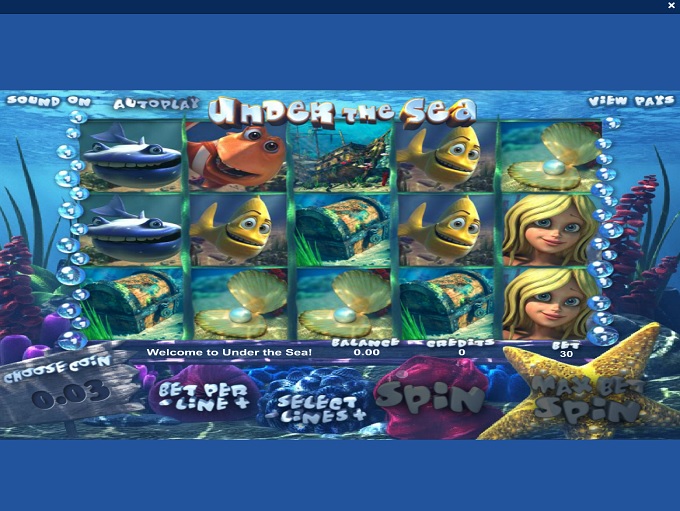 ×
SOUND ON AUTOPLAY UNDER THE SEA VIEW PAYS
BALANCE CREDITS BET
Welcome to Under the Sea! 0.00 0 30
CHOOSE COIN
0.03
BET PER
- LINE +
SELECT
- LINES +
SPIN
MAX BET
SPIN